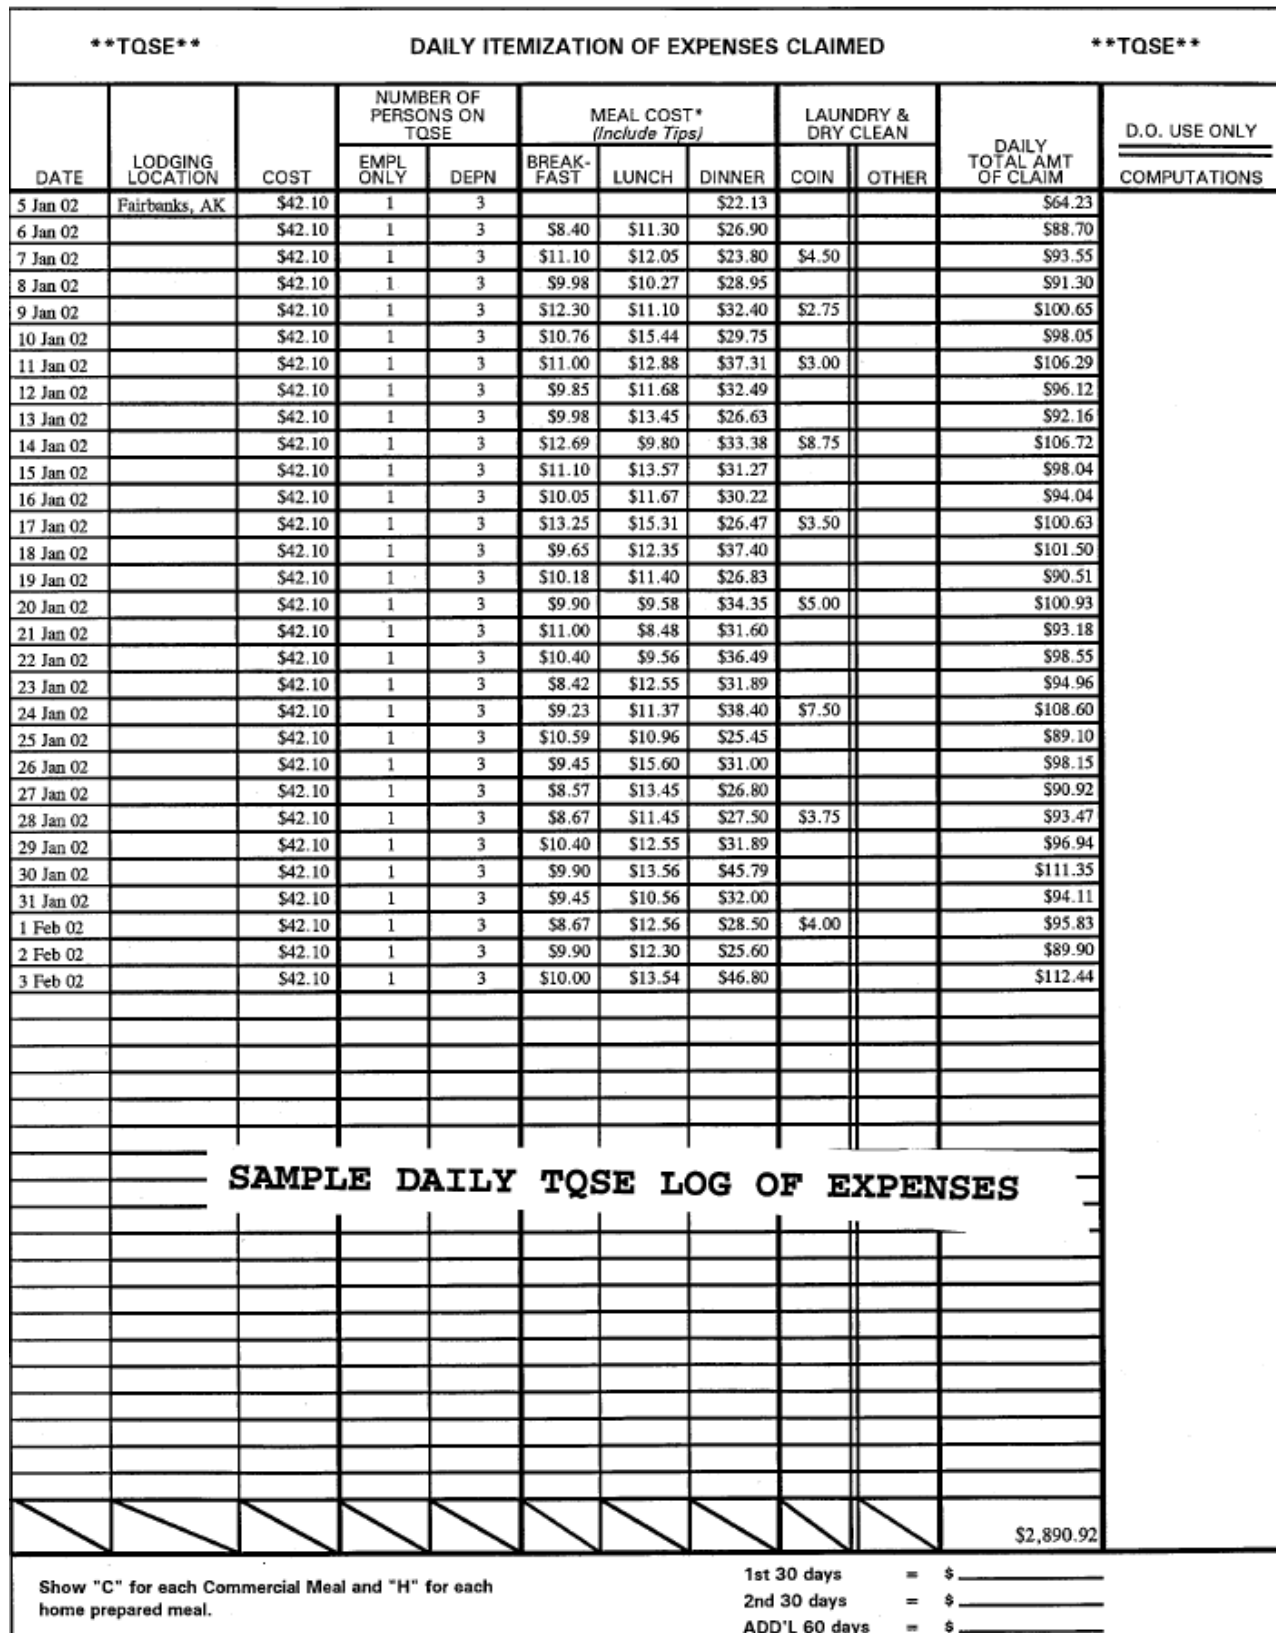 **TQSE** DAILY ITEMIZATION OF EXPENSES CLAIMED **TQSE**
NUMBER OF PERSONS ON TQSE
MEAL COST*
(Include Tips)
LAUNDRY & DRY CLEAN
D.O. USE ONLY
DATE LODGING LOCATION COST EMPL ONLY DEPN BREAK-FAST LUNCH DINNER COIN OTHER DAILY TOTAL AMT OF CLAIM COMPUTATIONS
5 Jan 02 Fairbanks, AK $42.10 1 3 $22.13 $64.23
6 Jan 02 $42.10 1 3 $8.40 $11.30 $26.90 $88.70
7 Jan 02 $42.10 1 3 $11.10 $12.05 $23.80 $4.50 $93.55
8 Jan 02 $42.10 1 3 $9.98 $10.27 $28.95 $91.30
9 Jan 02 $42.10 1 3 $12.30 $11.10 $32.40 $2.75 $100.65
10 Jan 02 $42.10 1 3 $10.76 $15.44 $29.75 $98.05
11 Jan 02 $42.10 1 3 $11.00 $12.88 $37.31 $3.00 $106.29
12 Jan 02 $42.10 1 3 $9.85 $11.68 $32.49 $96.12
13 Jan 02 $42.10 1 3 $9.98 $13.45 $26.63 $92.16
14 Jan 02 $42.10 1 3 $12.69 $9.80 $33.38 $8.75 $106.72
15 Jan 02 $42.10 1 3 $11.10 $13.57 $31.27 $98.04
16 Jan 02 $42.10 1 3 $10.05 $11.67 $30.22 $94.04
17 Jan 02 $42.10 1 3 $13.25 $15.31 $26.47 $3.50 $100.63
18 Jan 02 $42.10 1 3 $9.65 $12.35 $37.40 $101.50
19 Jan 02 $42.10 1 3 $10.18 $11.40 $26.83 $90.51
20 Jan 02 $42.10 1 3 $9.90 $9.58 $34.35 $5.00 $100.93
21 Jan 02 $42.10 1 3 $11.00 $8.48 $31.60 $93.18
22 Jan 02 $42.10 1 3 $10.40 $9.56 $36.49 $98.55
23 Jan 02 $42.10 1 3 $8.42 $12.55 $31.89 $94.96
24 Jan 02 $42.10 1 3 $9.23 $11.37 $38.40 $7.50 $108.60
25 Jan 02 $42.10 1 3 $10.59 $10.96 $25.45 $89.10
26 Jan 02 $42.10 1 3 $9.45 $15.60 $31.00 $98.15
27 Jan 02 $42.10 1 3 $8.57 $13.45 $26.80 $90.92
28 Jan 02 $42.10 1 3 $8.67 $11.45 $27.50 $3.75 $93.47
29 Jan 02 $42.10 1 3 $10.40 $12.55 $31.89 $96.94
30 Jan 02 $42.10 1 3 $9.90 $13.56 $45.79 $111.35
31 Jan 02 $42.10 1 3 $9.45 $10.56 $32.00 $94.11
1 Feb 02 $42.10 1 3 $8.67 $12.56 $28.50 $4.00 $95.83
2 Feb 02 $42.10 1 3 $9.90 $12.30 $25.60 $89.90
3 Feb 02 $42.10 1 3 $10.00 $13.54 $46.80 $112.44
SAMPLE DAILY TQSE LOG OF EXPENSES
$2,890.92
Show "C" for each Commercial Meal and "H" for each
home prepared meal.
1st 30 days = $
2nd 30 days = $
ADD'L 60 days = $